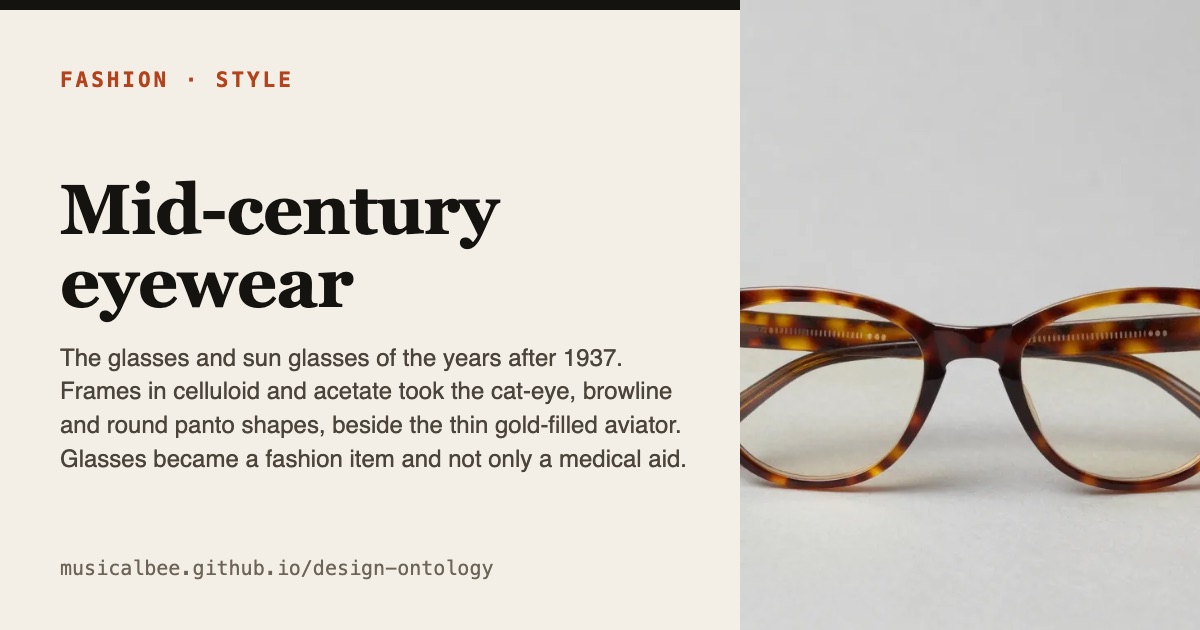 FASHION · STYLE
Mid-century
eyewear
The glasses and sun glasses of the years after 1937.
Frames in celluloid and acetate took the cat-eye, browline
and round panto shapes, beside the thin gold-filled aviator.
Glasses became a fashion item and not only a medical aid.
musicalbee.github.io/design-ontology